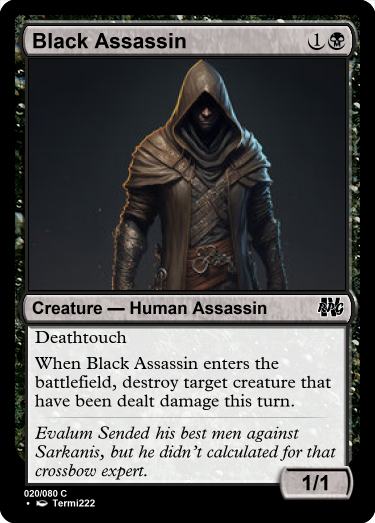 Black Assassin
1
Creature — Human Assassin
RPG
Deathtouch
When Black Assassin enters the
battlefield, destroy target creature that
have been dealt damage this turn.
Evalum Sended his best men against
Sarkanis, but he didn't calculated for that
crossbow expert.
1/1
020/080 C
• Termi222